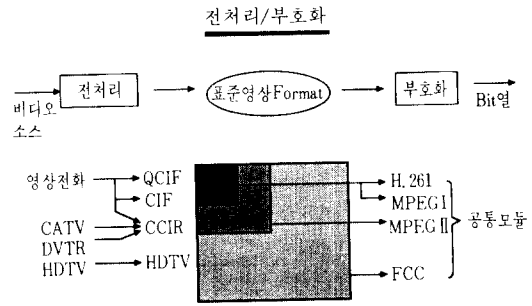 전처리/부호화
비디오 소스
전처리
표준영상Format
부호화
Bit열
영상전화
QCIF
CIF
CATV
CCIR
DVTR
HDTV
HDTV
H.261
MPEG I
MPEG II
FCC
공통모듈